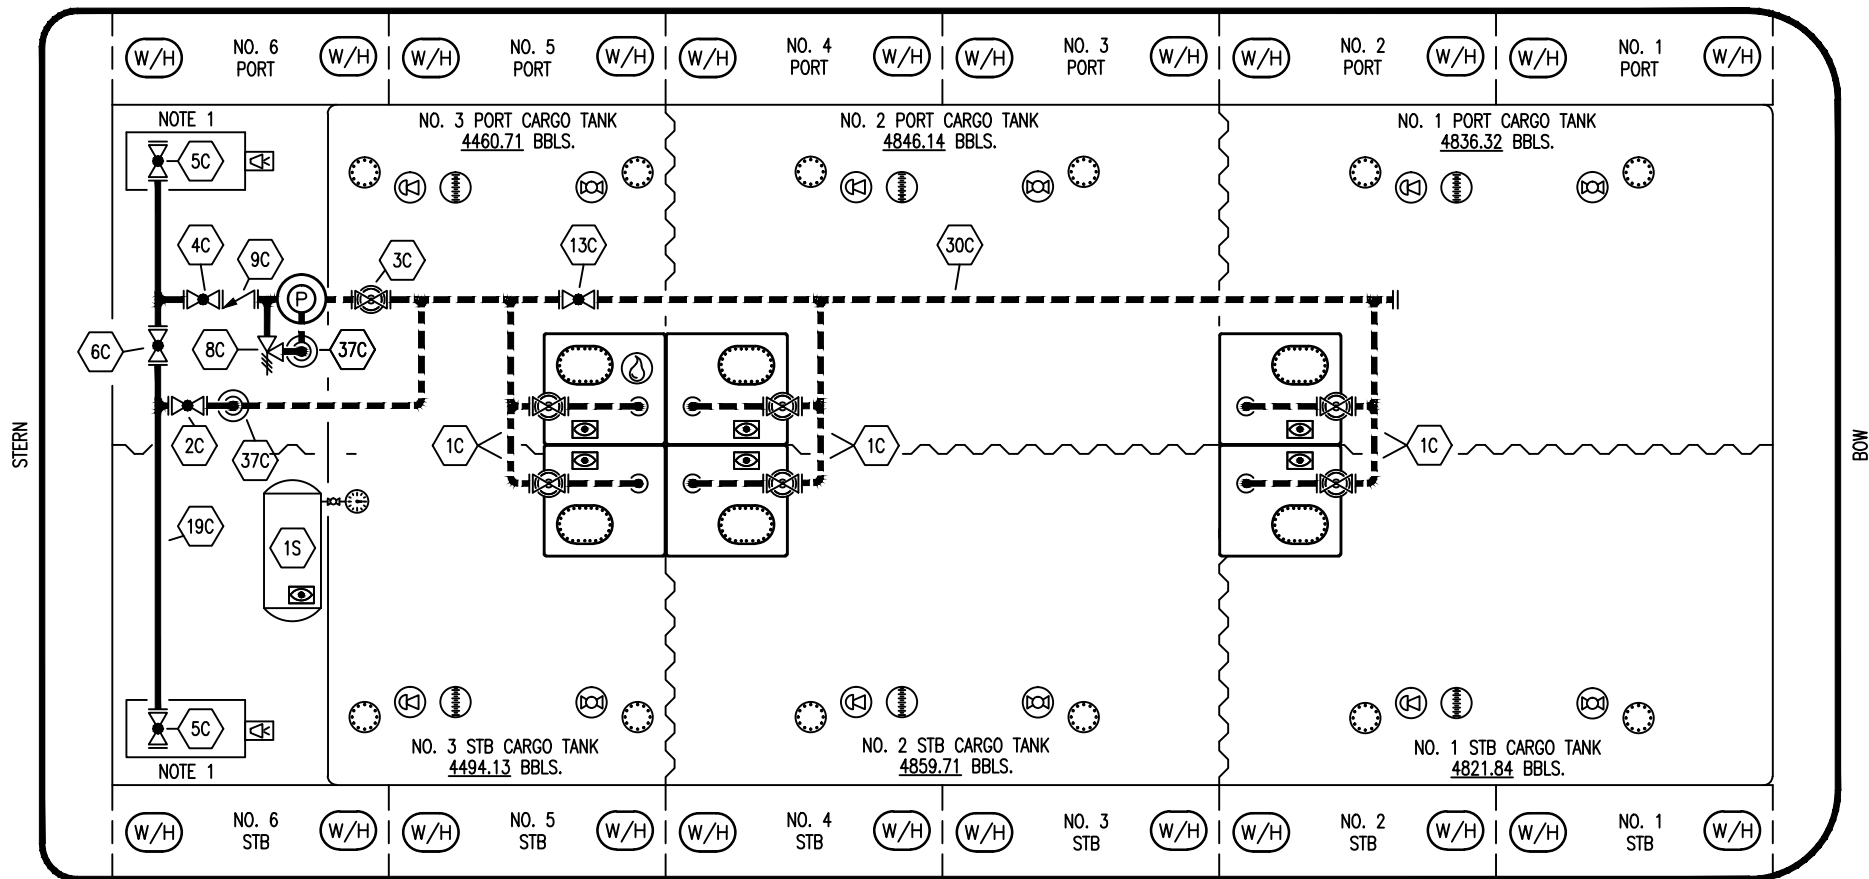 W/H NO. 6 W/H W/H NO. 5 W/H W/H NO. 4 NO. 3 W/H W/H W/H NO. 2 W/H W/H NO. 1 W/H
PORT PORT PORT PORT PORT PORT
NOTE 1
NO. 3 PORT CARGO TANK
4460.71 BBLS.
NO. 2 PORT CARGO TANK
4846.14 BBLS.
NO. 1 PORT CARGO TANK
4836.32 BBLS.
5C
4C
9C
3C
13C
30C
P
6C
8C
37C
2C
37C
1C
1C
1C
STERN
BOW
19C
1S
5C
NOTE 1
NO. 3 STB CARGO TANK
4494.13 BBLS.
NO. 2 STB CARGO TANK
4859.71 BBLS.
NO. 1 STB CARGO TANK
4821.84 BBLS.
W/H NO. 6 W/H W/H NO. 5 W/H W/H NO. 4 W/H W/H NO. 3 W/H W/H NO. 2 W/H W/H NO. 1 W/H
STB STB STB STB STB STB